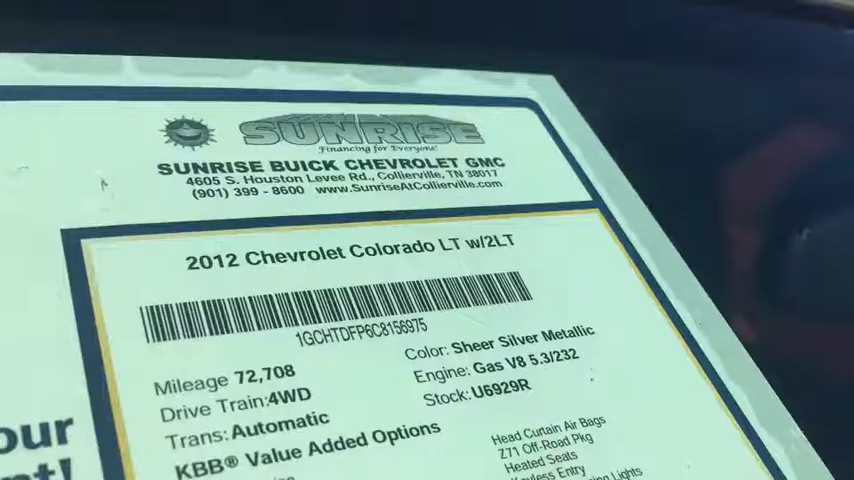 SUNRISE
Financing for Everyone!
SUNRISE BUICK CHEVROLET GMC
4605 S. Houston Levee Rd., Collierville, TN 38017
(901) 399 - 8600 www.SunriseAtCollierville.com
2012 Chevrolet Colorado LT w/2LT
1GCHTDFP6C8156975
Mileage 72,708
Drive Train:4WD
Trans: Automatic
Color: Sheer Silver Metallic
Engine: Gas V8 5.3/232
Stock: U6929R
KBB® Value Added Options
Head Curtain Air Bags
Z71 Off-Road Pkg
Heated Seats
Keyless Entry
Lights